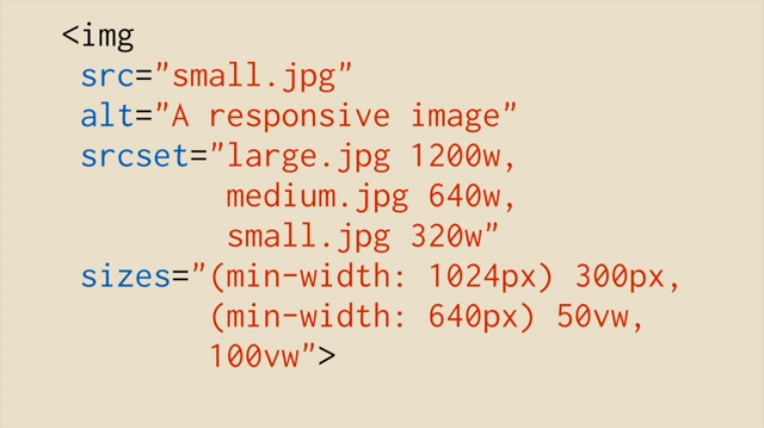 <img
src="small.jpg"
alt="A responsive image"
srcset="large.jpg 1200w,
medium.jpg 640w,
small.jpg 320w"
sizes="(min-width: 1024px) 300px,
(min-width: 640px) 50vw,
100vw">